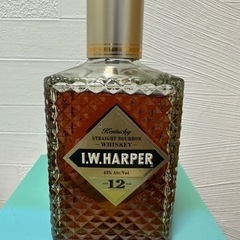 Kentucky
STRAIGHT BOURBON
WHISKEY
I.W.HARPER
43% Alc/Vol
12